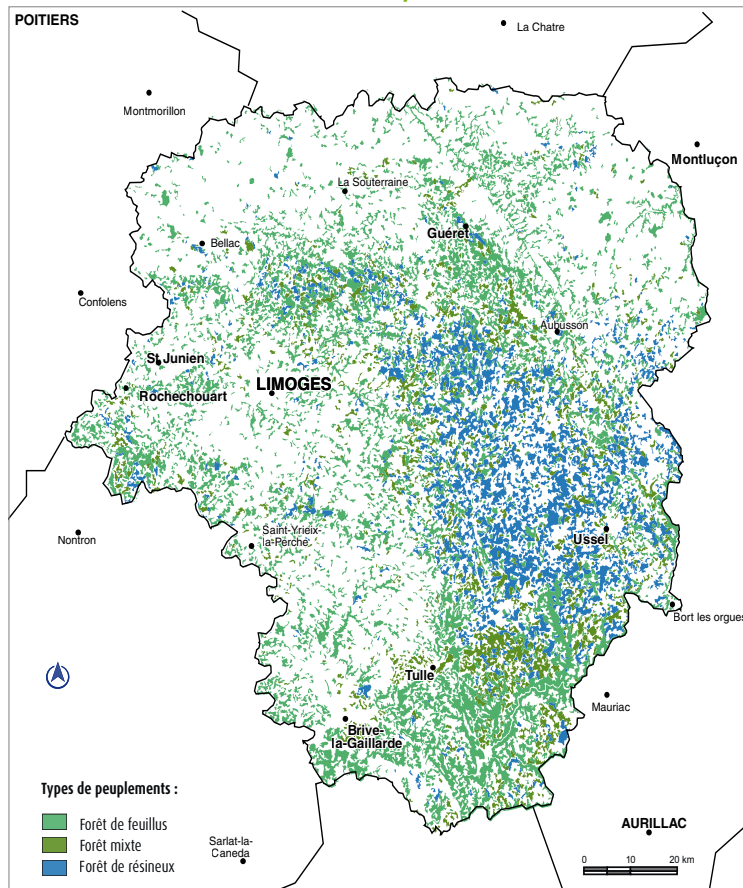 POITIERS
La Chatre
Montmorillon
Montluçon
La Souterraine
Guéret
Bellac
Confolens
Aubusson
St Junien
LIMOGES
Rochechouart
Nontron
Saint-Yrieix-
la-Perche
Ussel
Bort les orgues
Tulle
Mauriac
Brive-
la-Gaillarde
Types de peuplements :
Forêt de feuillus
Forêt mixte
Forêt de résineux
Sarlat-la-
Caneda
AURILLAC
0 10 20 km